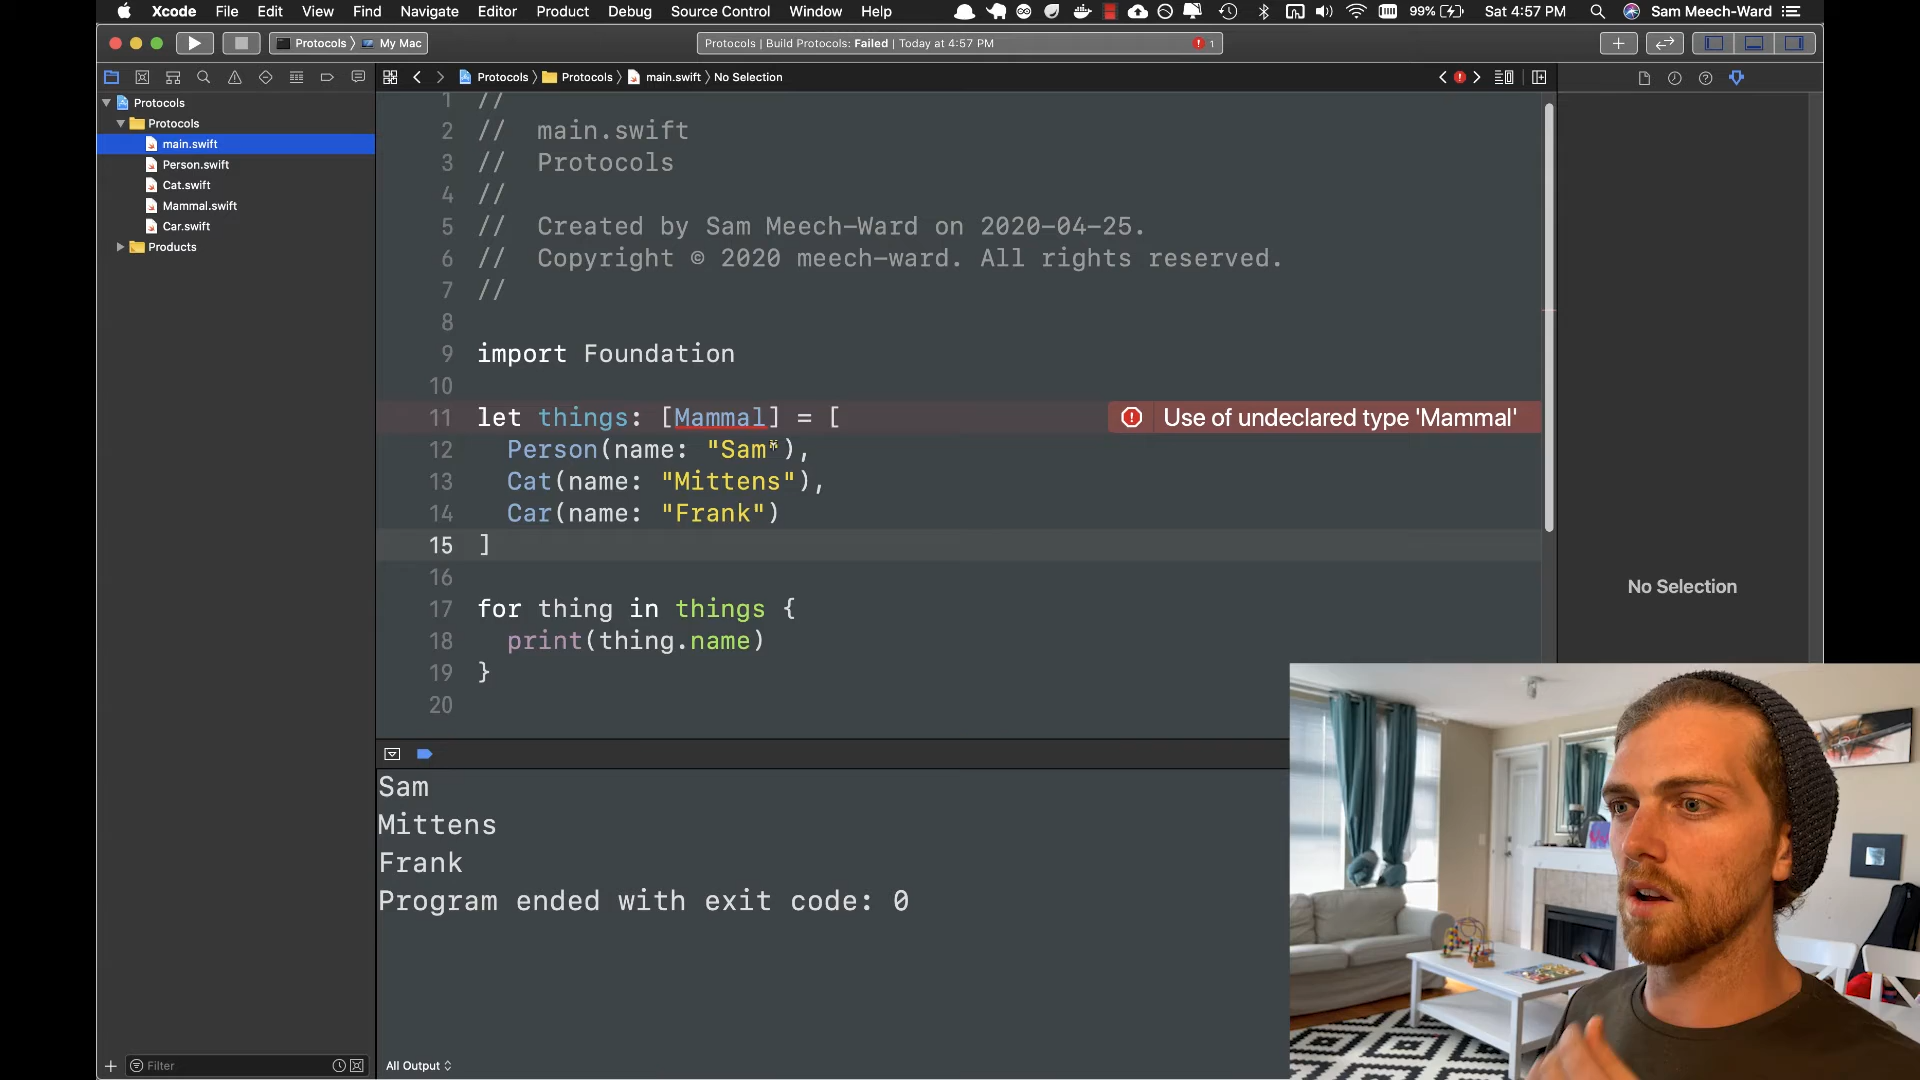 Xcode File Edit View Find Navigate Editor Product Debug Source Control Window Help 99% Sat 4:57 PM Sam Meech-Ward
Protocols My Mac Protocols | Build Protocols: Failed | Today at 4:57 PM 1
Protocols Protocols main.swift No Selection
Protocols
Protocols
main.swift
Person.swift
Cat.swift
Mammal.swift
Car.swift
Products
1 //
2 // main.swift
3 // Protocols
4 //
5 // Created by Sam Meech-Ward on 2020-04-25.
6 // Copyright © 2020 meech-ward. All rights reserved.
7 //
8
9 import Foundation
10
11 let things: [Mammal] = [ Use of undeclared type 'Mammal'
12 Person(name: "Sam"),
13 Cat(name: "Mittens"),
14 Car(name: "Frank")
15 ]
16
17 for thing in things {
18 print(thing.name)
19 }
20
No Selection
Sam
Mittens
Frank
Program ended with exit code: 0
Filter All Output